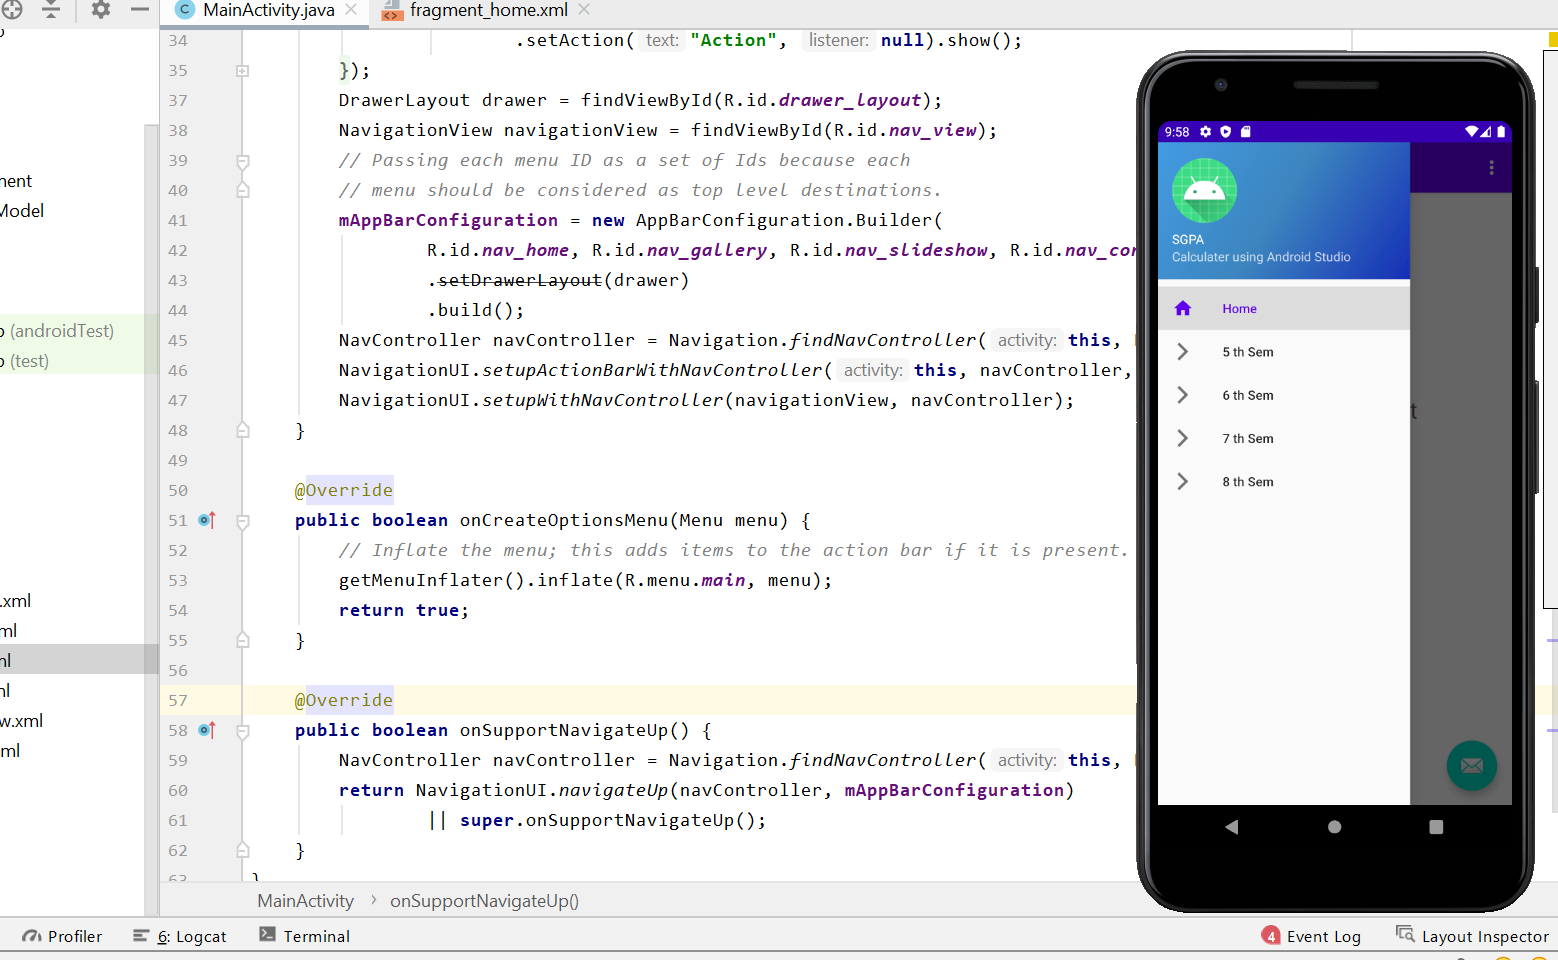 MainActivity.java
fragment_home.xml
34 .setAction( text: "Action", listener: null).show();
35 });
37 DrawerLayout drawer = findViewById(R.id.drawer_layout);
38 NavigationView navigationView = findViewById(R.id.nav_view);
39 // Passing each menu ID as a set of Ids because each
40 // menu should be considered as top level destinations.
41 mAppBarConfiguration = new AppBarConfiguration.Builder(
42 R.id.nav_home, R.id.nav_gallery, R.id.nav_slideshow, R.id.nav_cor
43 .setDrawerLayout(drawer)
44 .build();
45 NavController navController = Navigation.findNavController( activity: this,
46 NavigationUI.setupActionBarWithNavController( activity: this, navController,
47 NavigationUI.setupWithNavController(navigationView, navController);
48 }
49
50 @Override
51 public boolean onCreateOptionsMenu(Menu menu) {
52 // Inflate the menu; this adds items to the action bar if it is present.
53 getMenuInflater().inflate(R.menu.main, menu);
54 return true;
55 }
56
57 @Override
58 public boolean onSupportNavigateUp() {
59 NavController navController = Navigation.findNavController( activity: this,
60 return NavigationUI.navigateUp(navController, mAppBarConfiguration)
61 || super.onSupportNavigateUp();
62 }
63 }
nent
Model
(androidTest)
(test)
.xml
ml
w.xml
9:58
SGPA
Calculater using Android Studio
Home
5 th Sem
6 th Sem
7 th Sem
8 th Sem
t
MainActivity › onSupportNavigateUp()
Profiler
6: Logcat
Terminal
4 Event Log
Layout Inspector